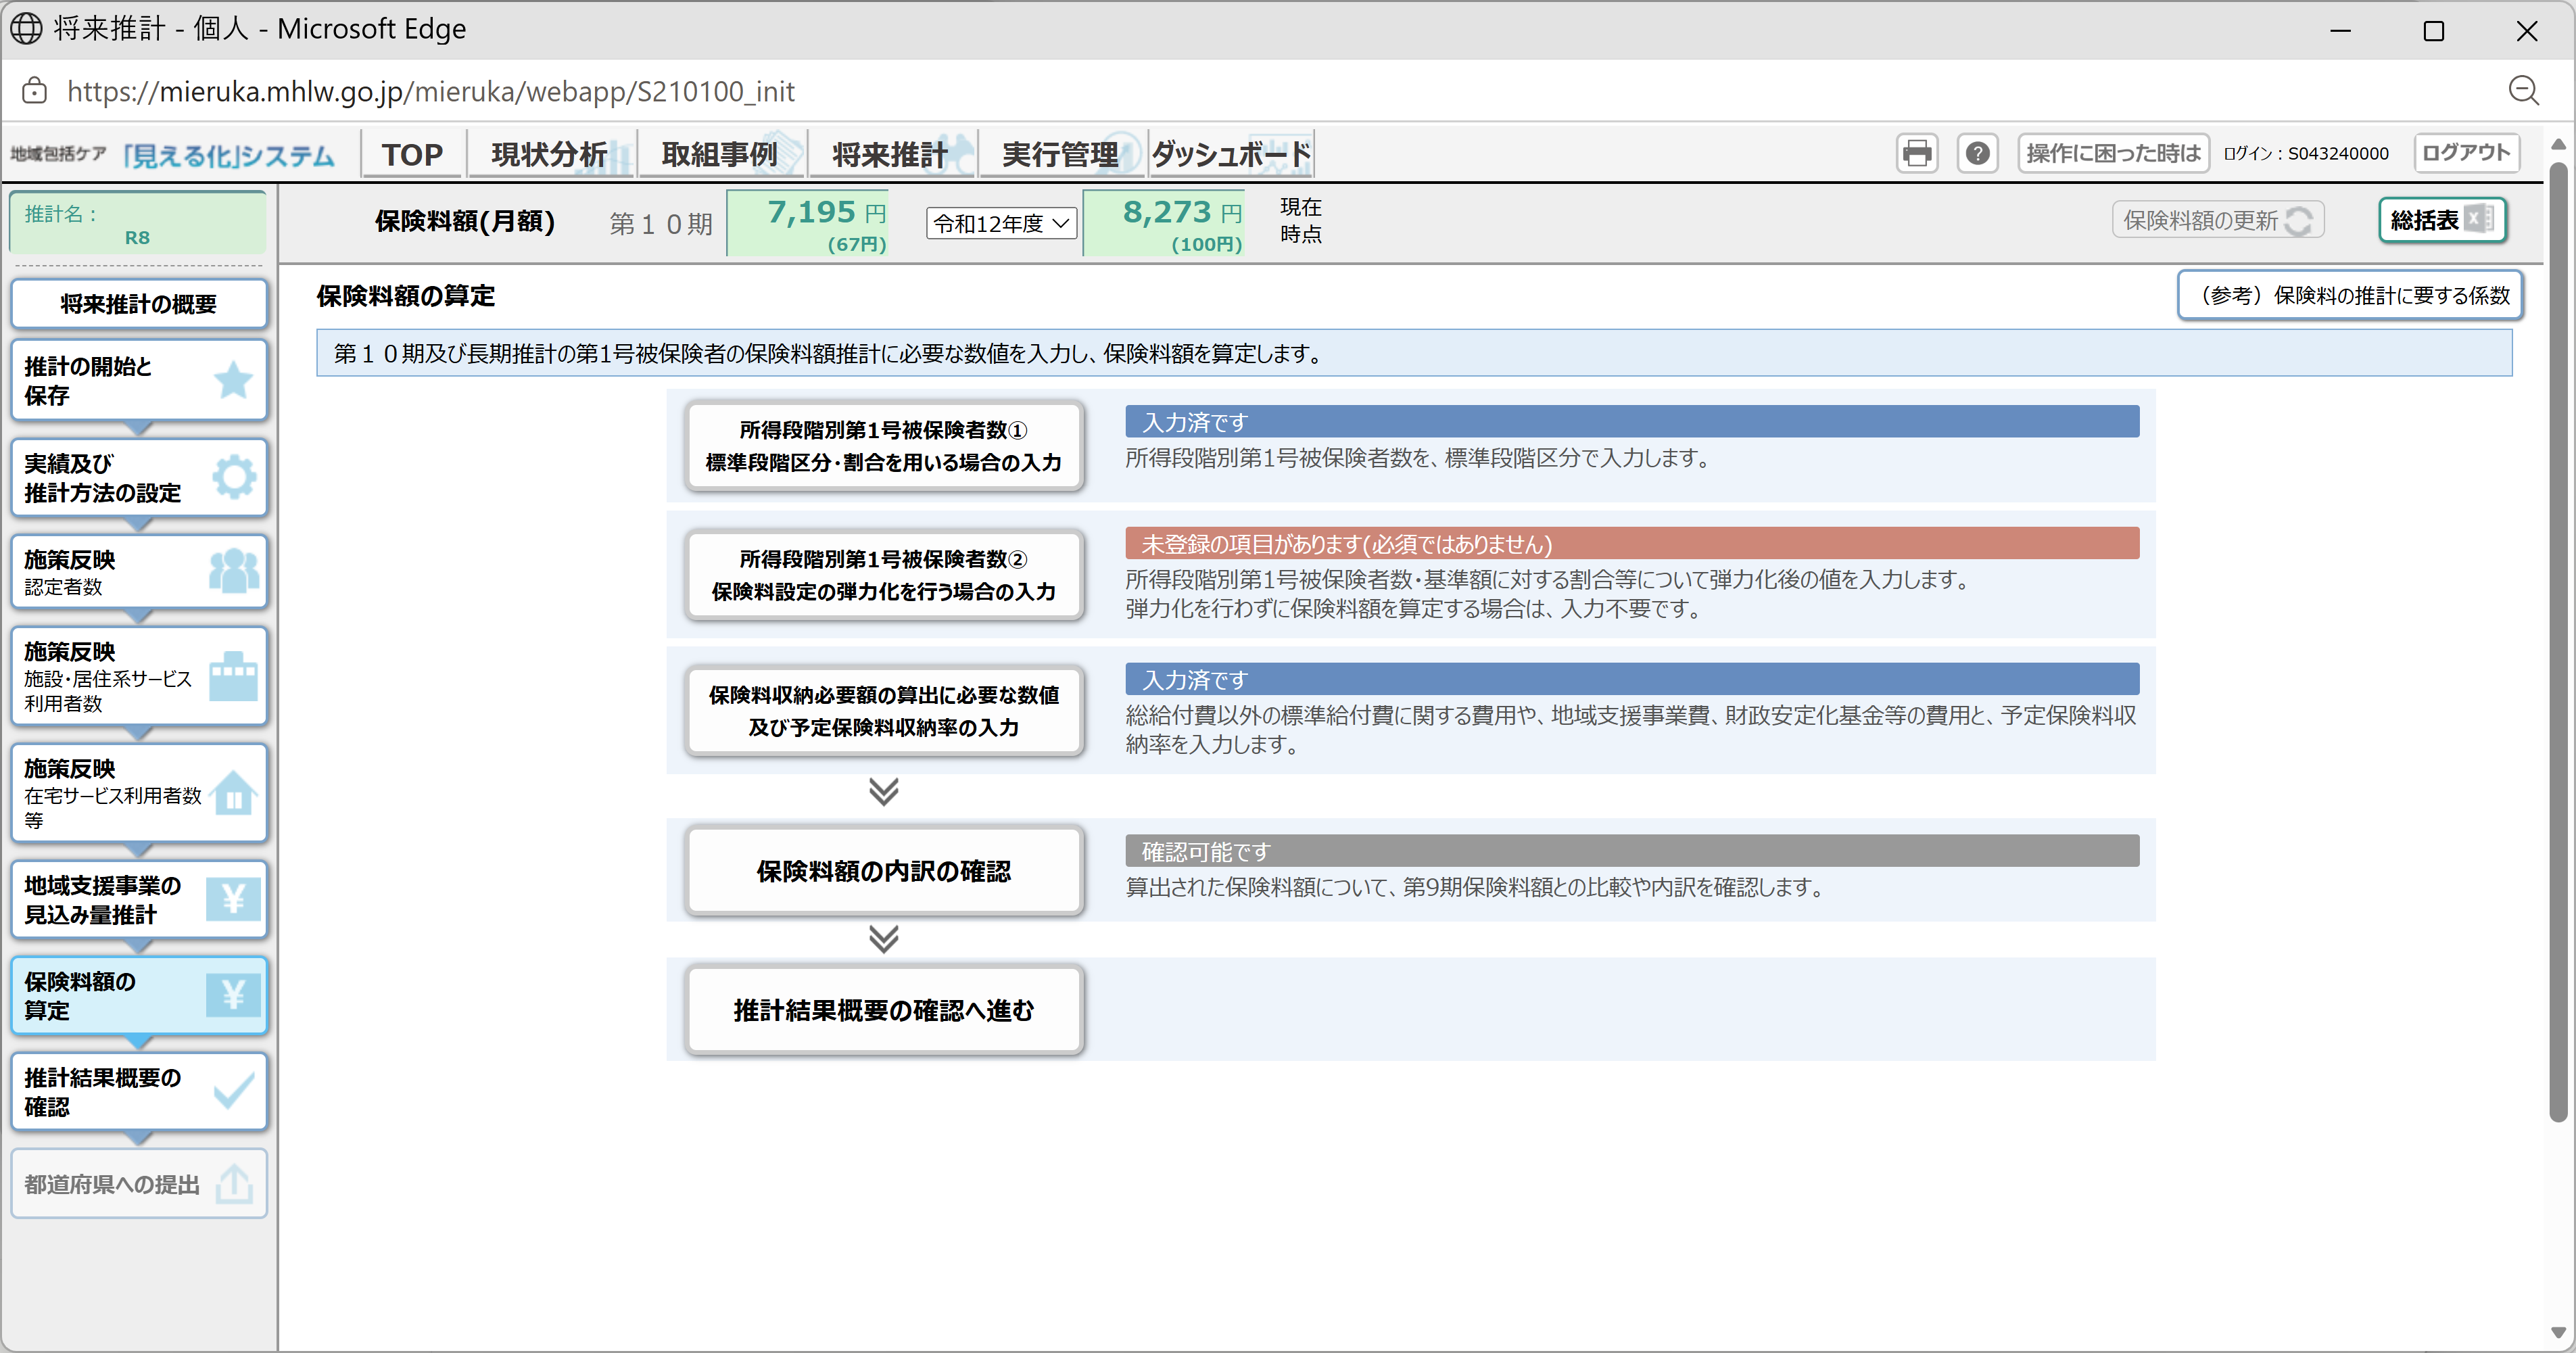 将来推計 - 個人 - Microsoft Edge
https://mieruka.mhlw.go.jp/mieruka/webapp/S210100_init
地域包括ケア 「見える化」システム TOP 現状分析 取組事例 将来推計 実行管理 ダッシュボード ? 操作に困った時は ログイン：S043240000 ログアウト
推計名：
R8
保険料額(月額) 第１０期 7,195 円 (67円) 令和12年度 8,273 円 (100円) 現在時点 保険料額の更新 総括表
将来推計の概要
推計の開始と
保存
実績及び
推計方法の設定
施策反映
認定者数
施策反映
施設・居住系サービス
利用者数
施策反映
在宅サービス利用者数
等
地域支援事業の
見込み量推計
¥
保険料額の
算定
¥
推計結果概要の
確認
都道府県への提出
保険料額の算定
（参考）保険料の推計に要する係数
第１０期及び長期推計の第1号被保険者の保険料額推計に必要な数値を入力し、保険料額を算定します。
所得段階別第1号被保険者数①
標準段階区分・割合を用いる場合の入力
入力済です
所得段階別第1号被保険者数を、標準段階区分で入力します。
所得段階別第1号被保険者数②
保険料設定の弾力化を行う場合の入力
未登録の項目があります(必須ではありません)
所得段階別第1号被保険者数・基準額に対する割合等について弾力化後の値を入力します。
弾力化を行わずに保険料額を算定する場合は、入力不要です。
保険料収納必要額の算出に必要な数値
及び予定保険料収納率の入力
入力済です
総給付費以外の標準給付費に関する費用や、地域支援事業費、財政安定化基金等の費用と、予定保険料収
納率を入力します。
保険料額の内訳の確認
確認可能です
算出された保険料額について、第9期保険料額との比較や内訳を確認します。
推計結果概要の確認へ進む